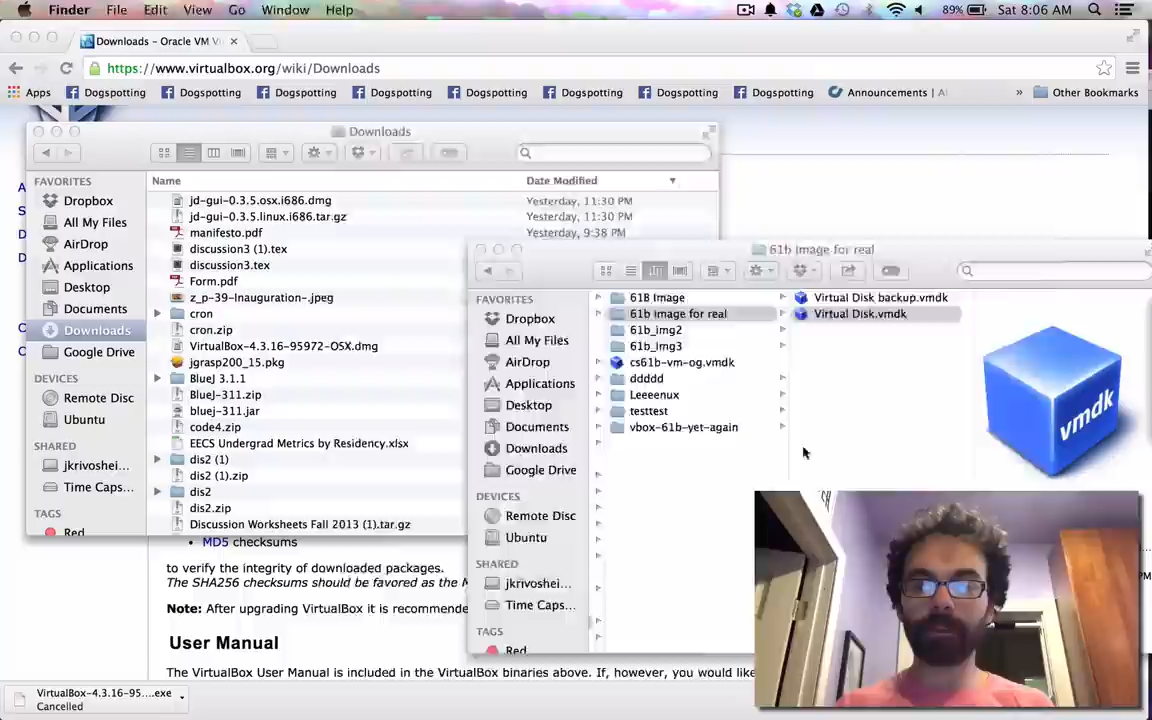 Finder File Edit View Go Window Help 89% Sat 8:06 AM
Downloads – Oracle VM Vi
https://www.virtualbox.org/wiki/Downloads
Apps Dogspotting Dogspotting Dogspotting Dogspotting Dogspotting Dogspotting Dogspotting Dogspotting Announcements | » Other Bookmarks
Downloads
FAVORITES
Dropbox
All My Files
AirDrop
Applications
Desktop
Documents
Downloads
Google Drive
DEVICES
Remote Disc
Ubuntu
SHARED
jkrivoshei...
Time Caps...
TAGS
Red
Name Date Modified
jd-gui-0.3.5.osx.i686.dmg Yesterday, 11:30 PM
jd-gui-0.3.5.linux.i686.tar.gz Yesterday, 11:30 PM
manifesto.pdf Yesterday, 9:38 PM
discussion3 (1).tex
discussion3.tex
Form.pdf
z_p-39-Inauguration-.jpeg
cron
cron.zip
VirtualBox-4.3.16-95972-OSX.dmg
jgrasp200_15.pkg
BlueJ 3.1.1
BlueJ-311.zip
bluej-311.jar
code4.zip
EECS Undergrad Metrics by Residency.xlsx
dis2 (1)
dis2 (1).zip
dis2
dis2.zip
Discussion Worksheets Fall 2013 (1).tar.gz
61b image for real
FAVORITES
Dropbox
All My Files
AirDrop
Applications
Desktop
Documents
Downloads
Google Drive
DEVICES
Remote Disc
Ubuntu
SHARED
jkrivoshei...
Time Caps...
TAGS
Red
61B Image
61b image for real
61b_img2
61b_img3
cs61b-vm-og.vmdk
ddddd
Leeeenux
testtest
vbox-61b-yet-again
Virtual Disk backup.vmdk
Virtual Disk.vmdk
vmdk
MD5 checksums
to verify the integrity of downloaded packages.
The SHA256 checksums should be favored as the
Note: After upgrading VirtualBox it is recommende
User Manual
The VirtualBox User Manual is included in the VirtualBox binaries above. If, however, you would like
VirtualBox-4.3.16-95....exe
Cancelled